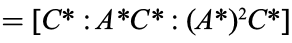 = [C* : A*C* : (A*)²C*]